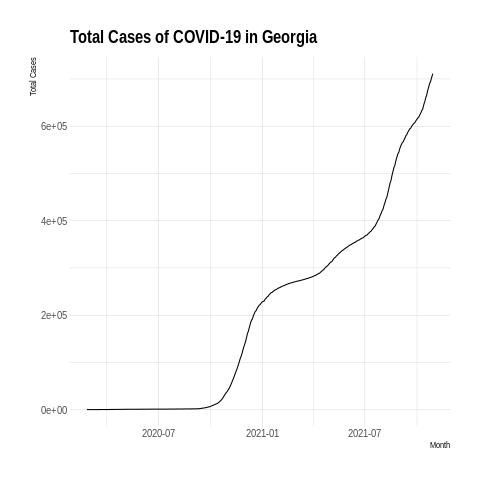 Total Cases of COVID-19 in Georgia
Total Cases
6e+05
4e+05
2e+05
0e+00
2020-07 2021-01 2021-07
Month